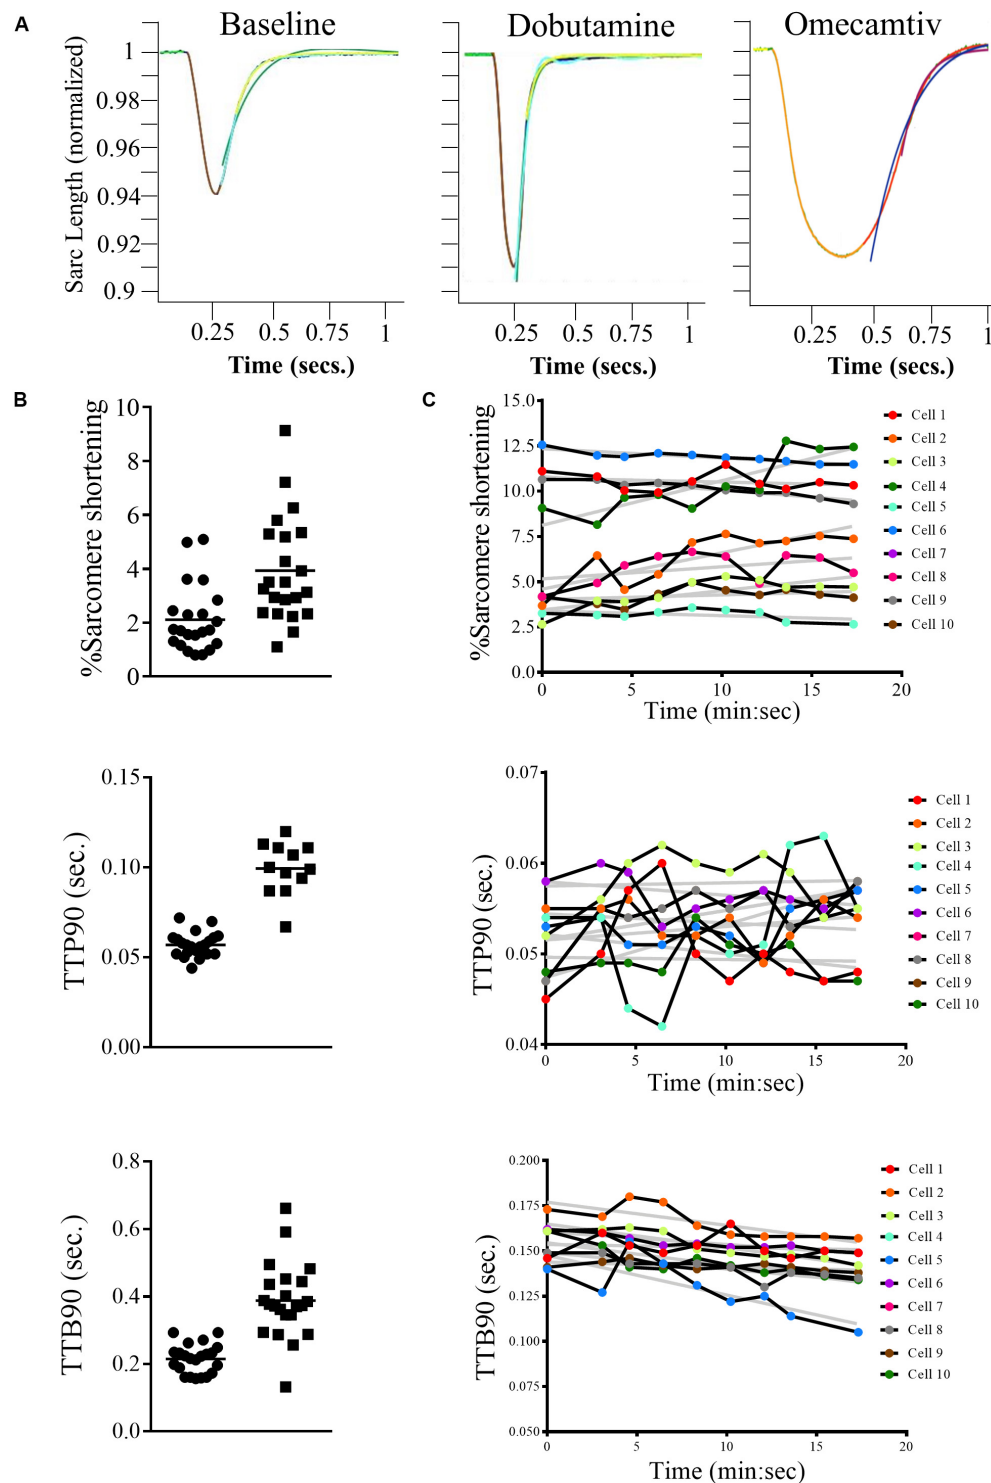 A
Baseline
Dobutamine
Omecamtiv
Sarc Length (normalized)
1
0.98
0.96
0.94
0.92
0.9
0.25 0.5 0.75 1
Time (secs.)
0.25 0.5 0.75 1
Time (secs.)
0.25 0.5 0.75 1
Time (secs.)
B
%Sarcomere shortening
10
8
6
4
2
0
C
%Sarcomere shortening
15.0
12.5
10.0
7.5
5.0
2.5
0.0
0 5 10 15 20
Time (min:sec)
Cell 1
Cell 2
Cell 3
Cell 4
Cell 5
Cell 6
Cell 7
Cell 8
Cell 9
Cell 10
TTP90 (sec.)
0.15
0.10
0.05
0.00
TTP90 (sec.)
0.07
0.06
0.05
0.04
0 5 10 15 20
Time (min:sec)
Cell 1
Cell 2
Cell 3
Cell 4
Cell 5
Cell 6
Cell 7
Cell 8
Cell 9
Cell 10
TTB90 (sec.)
0.8
0.6
0.4
0.2
0.0
TTB90 (sec.)
0.200
0.175
0.150
0.125
0.100
0.075
0.050
0 5 10 15 20
Time (min:sec)
Cell 1
Cell 2
Cell 3
Cell 4
Cell 5
Cell 6
Cell 7
Cell 8
Cell 9
Cell 10